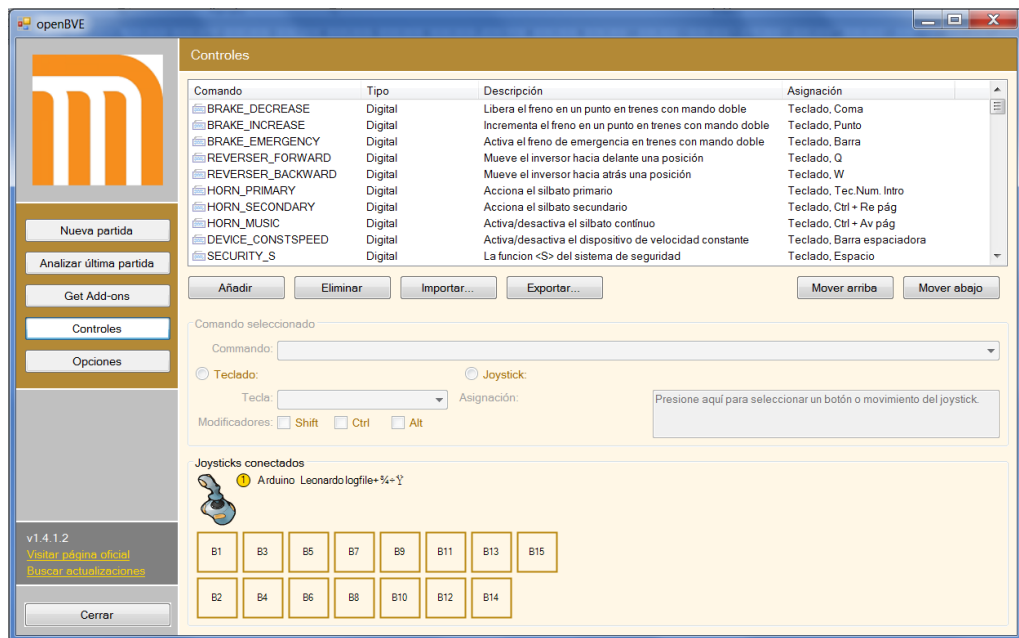 openBVE
Controles
Comando Tipo Descripción Asignación
BRAKE_DECREASE Digital Libera el freno en un punto en trenes con mando doble Teclado, Coma
BRAKE_INCREASE Digital Incrementa el freno en un punto en trenes con mando doble Teclado, Punto
BRAKE_EMERGENCY Digital Activa el freno de emergencia en trenes con mando doble Teclado, Barra
REVERSER_FORWARD Digital Mueve el inversor hacia delante una posición Teclado, Q
REVERSER_BACKWARD Digital Mueve el inversor hacia atrás una posición Teclado, W
HORN_PRIMARY Digital Acciona el silbato primario Teclado, Tec.Num. Intro
HORN_SECONDARY Digital Acciona el silbato secundario Teclado, Ctrl + Re pág
HORN_MUSIC Digital Activa/desactiva el silbato contínuo Teclado, Ctrl + Av pág
DEVICE_CONSTSPEED Digital Activa/desactiva el dispositivo de velocidad constante Teclado, Barra espaciadora
SECURITY_S Digital La funcion <S> del sistema de seguridad Teclado, Espacio
Nueva partida
Analizar última partida
Get Add-ons
Controles
Opciones
Añadir Eliminar Importar... Exportar... Mover arriba Mover abajo
Comando seleccionado
Commando:
Teclado: Joystick:
Tecla: Asignación: Presione aquí para seleccionar un botón o movimiento del joystick.
Modificadores: Shift Ctrl Alt
Joysticks conectados
1 Arduino Leonardo logfile+¾÷
B1 B3 B5 B7 B9 B11 B13 B15
B2 B4 B6 B8 B10 B12 B14
v1.4.1.2
Visitar página oficial
Buscar actualizaciones
Cerrar